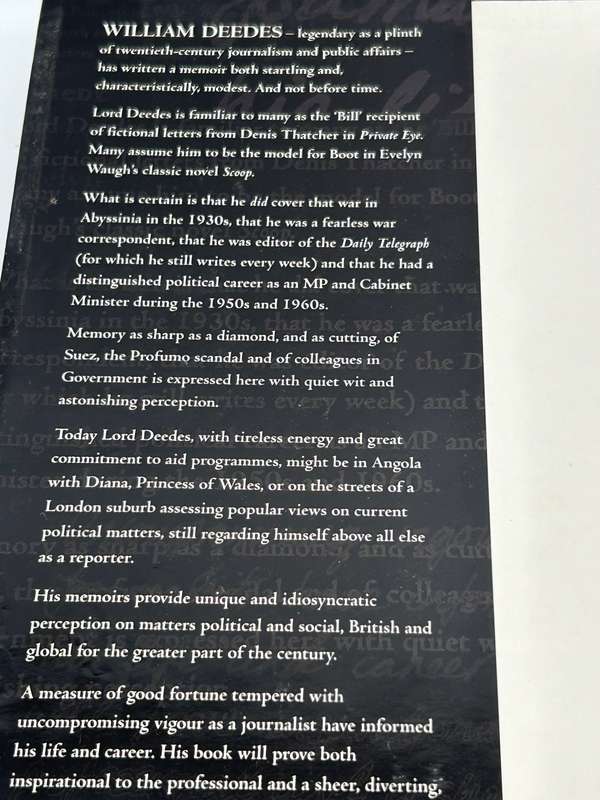 WILLIAM DEEDES – legendary as a plinth
of twentieth-century journalism and public affairs –
has written a memoir both startling and,
characteristically, modest. And not before time.
Lord Deedes is familiar to many as the 'Bill' recipient
of fictional letters from Denis Thatcher in Private Eye.
Many assume him to be the model for Boot in Evelyn
Waugh's classic novel Scoop.
What is certain is that he did cover that war in
Abyssinia in the 1930s, that he was a fearless war
correspondent, that he was editor of the Daily Telegraph
(for which he still writes every week) and that he had a
distinguished political career as an MP and Cabinet
Minister during the 1950s and 1960s.
Memory as sharp as a diamond, and as cutting, of
Suez, the Profumo scandal and of colleagues in
Government is expressed here with quiet wit and
astonishing perception.
Today Lord Deedes, with tireless energy and great
commitment to aid programmes, might be in Angola
with Diana, Princess of Wales, or on the streets of a
London suburb assessing popular views on current
political matters, still regarding himself above all else
as a reporter.
His memoirs provide unique and idiosyncratic
perception on matters political and social, British and
global for the greater part of the century.
A measure of good fortune tempered with
uncompromising vigour as a journalist have informed
his life and career. His book will prove both
inspirational to the professional and a sheer, diverting,